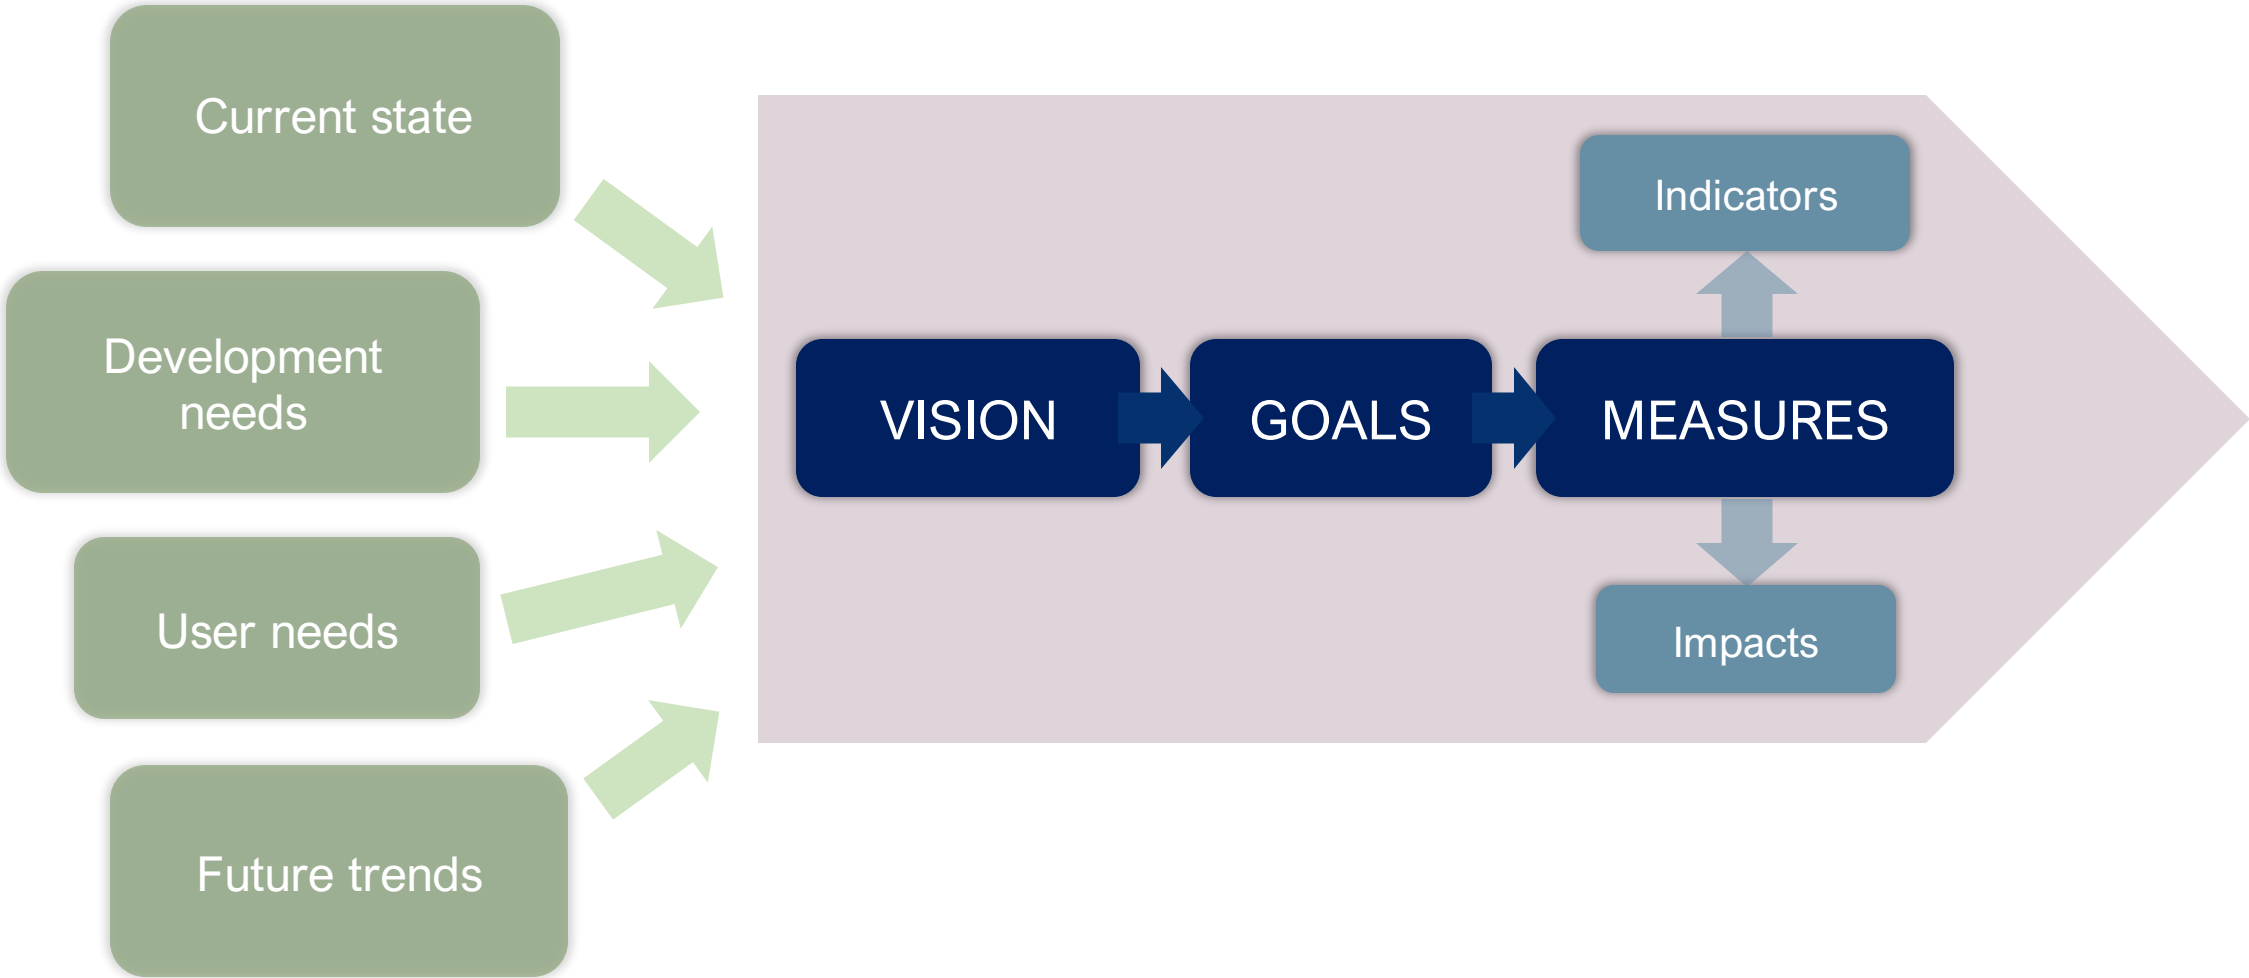 Current state
Development
needs
User needs
Future trends
VISION
GOALS
MEASURES
Indicators
Impacts